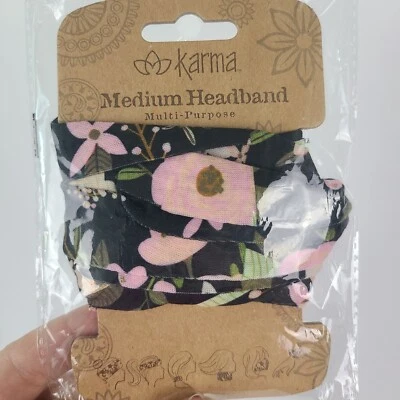 karma
Medium Headband
Multi-Purpose